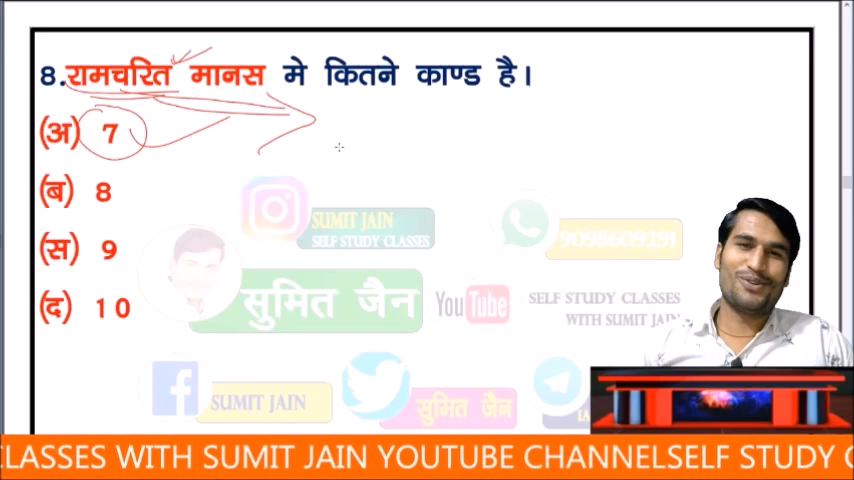 8.रामचरित मानस मे कितने काण्ड है।
(अ) 7
(ब) 8
(स) 9
(द) 10
SUMIT JAIN
SELF STUDY CLASSES
9098609291
सुमित जैन
YouTube
SELF STUDY CLASSES
WITH SUMIT JAIN
SUMIT JAIN
सुमित जैन
CLASSES WITH SUMIT JAIN YOUTUBE CHANNELSELF STUDY C